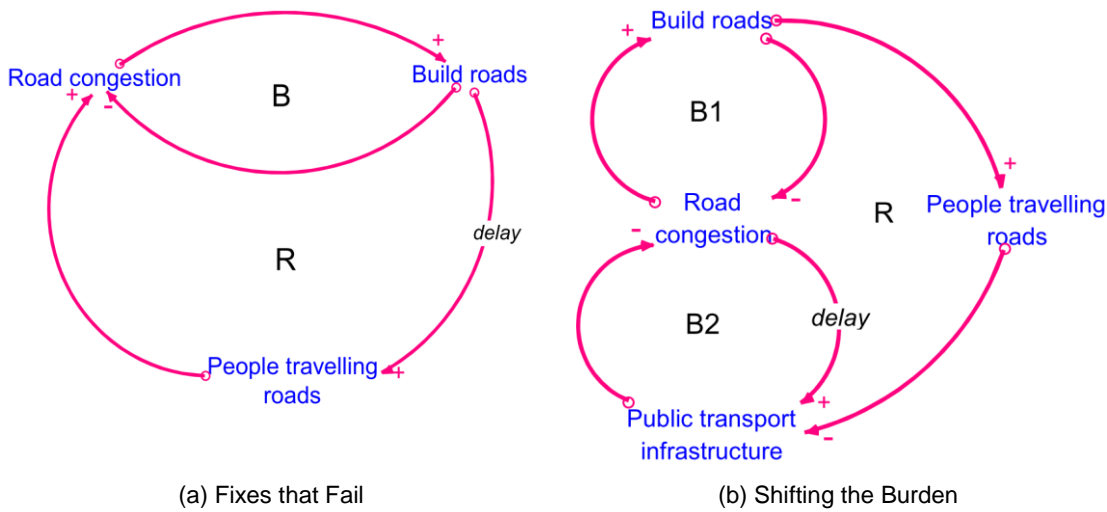 +
+
Road congestion
Build roads
+
-
B
delay
R
People travelling
roads
+
(a) Fixes that Fail
Build roads
+
B1
+
-
Road
congestion
R
People travelling
roads
-
B2
delay
+
Public transport
infrastructure
-
(b) Shifting the Burden